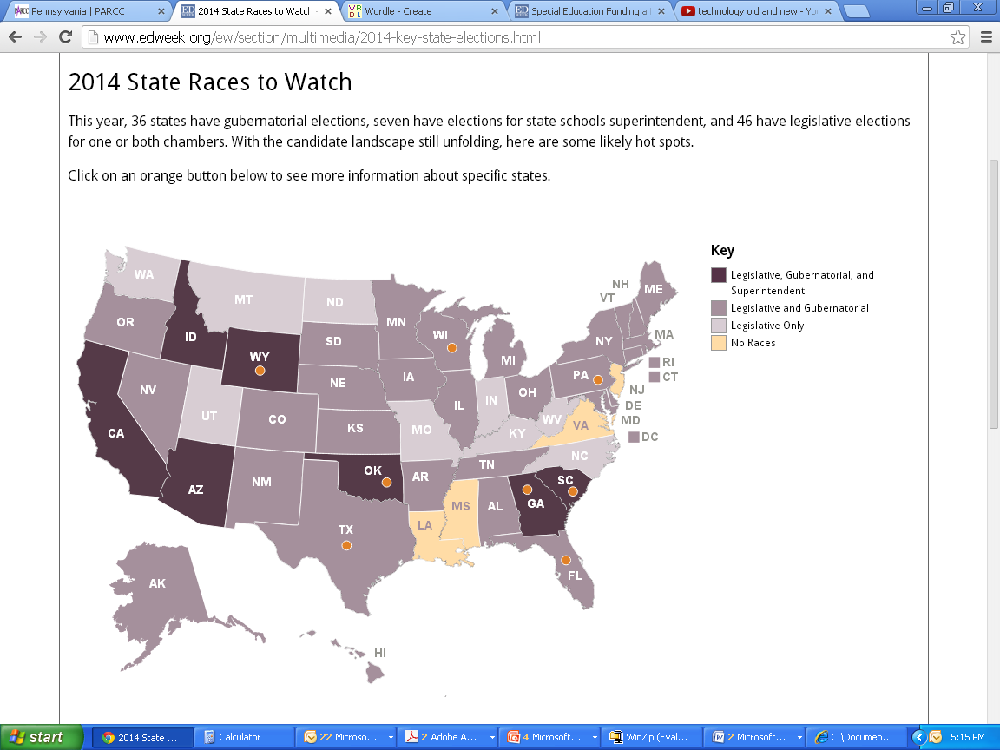 Pennsylvania | PARCC
2014 State Races to Watch -
Wordle - Create
Special Education Funding a
technology old and new - Yo
www.edweek.org/ew/section/multimedia/2014-key-state-elections.html
2014 State Races to Watch
This year, 36 states have gubernatorial elections, seven have elections for state schools superintendent, and 46 have legislative elections
for one or both chambers. With the candidate landscape still unfolding, here are some likely hot spots.
Click on an orange button below to see more information about specific states.
Key
Legislative, Gubernatorial, and
Superintendent
Legislative and Gubernatorial
Legislative Only
No Races
WA
MT
ND
MN
OR
ID
WY
SD
WI
MI
NY
VT
NH
ME
MA
RI
CT
NV
UT
CO
NE
IA
IL
IN
OH
PA
NJ
DE
MD
DC
CA
KS
MO
KY
WV
VA
NC
AZ
NM
OK
AR
TN
SC
GA
AL
MS
LA
TX
FL
AK
HI
start
2014 State ...
Calculator
22 Microso...
2 Adobe A...
4 Microsoft...
WinZip (Eval...
2 Microsoft...
C:\Documen...
5:15 PM